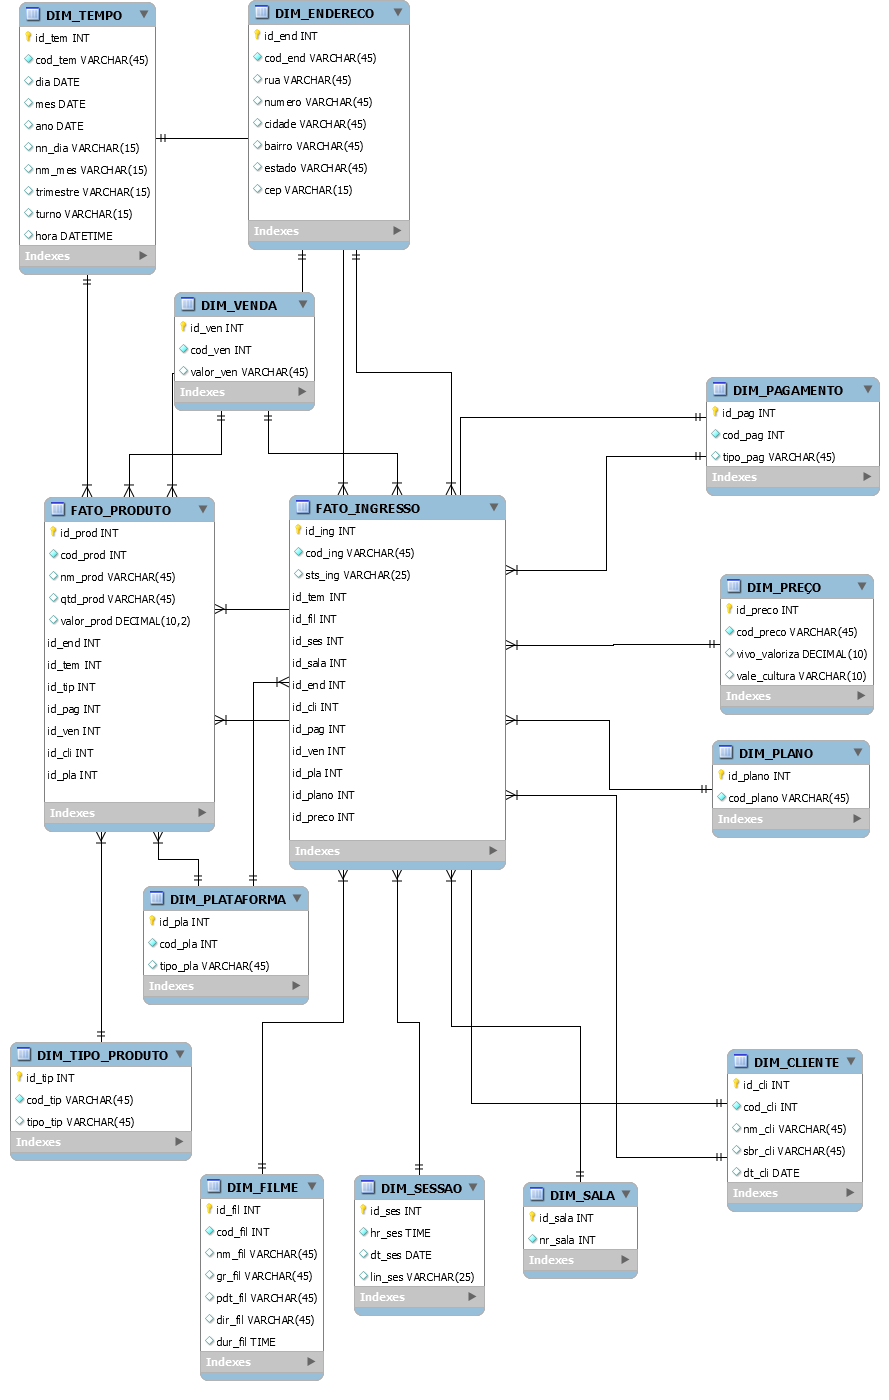 DIM_TEMPO
id_tem INT
cod_tem VARCHAR(45)
dia DATE
mes DATE
ano DATE
nn_dia VARCHAR(15)
nm_mes VARCHAR(15)
trimestre VARCHAR(15)
turno VARCHAR(15)
hora DATETIME
Indexes
DIM_ENDERECO
id_end INT
cod_end VARCHAR(45)
rua VARCHAR(45)
numero VARCHAR(45)
cidade VARCHAR(45)
bairro VARCHAR(45)
estado VARCHAR(45)
cep VARCHAR(15)
Indexes
DIM_VENDA
id_ven INT
cod_ven INT
valor_ven VARCHAR(45)
Indexes
DIM_PAGAMENTO
id_pag INT
cod_pag INT
tipo_pag VARCHAR(45)
Indexes
FATO_PRODUTO
id_prod INT
cod_prod INT
nm_prod VARCHAR(45)
qtd_prod VARCHAR(45)
valor_prod DECIMAL(10,2)
id_end INT
id_tem INT
id_tip INT
id_pag INT
id_ven INT
id_cli INT
id_pla INT
Indexes
FATO_INGRESSO
id_ing INT
cod_ing VARCHAR(45)
sts_ing VARCHAR(25)
id_tem INT
id_fil INT
id_ses INT
id_sala INT
id_end INT
id_cli INT
id_pag INT
id_ven INT
id_pla INT
id_plano INT
id_preco INT
Indexes
DIM_PREÇO
id_preco INT
cod_preco VARCHAR(45)
vivo_valoriza DECIMAL(10)
vale_cultura VARCHAR(10)
Indexes
DIM_PLANO
id_plano INT
cod_plano VARCHAR(45)
Indexes
DIM_PLATAFORMA
id_pla INT
cod_pla INT
tipo_pla VARCHAR(45)
Indexes
DIM_TIPO_PRODUTO
id_tip INT
cod_tip VARCHAR(45)
tipo_tip VARCHAR(45)
Indexes
DIM_CLIENTE
id_cli INT
cod_cli INT
nm_cli VARCHAR(45)
sbr_cli VARCHAR(45)
dt_cli DATE
Indexes
DIM_FILME
id_fil INT
cod_fil INT
nm_fil VARCHAR(45)
gr_fil VARCHAR(45)
pdt_fil VARCHAR(45)
dir_fil VARCHAR(45)
dur_fil TIME
Indexes
DIM_SESSAO
id_ses INT
hr_ses TIME
dt_ses DATE
lin_ses VARCHAR(25)
Indexes
DIM_SALA
id_sala INT
nr_sala INT
Indexes